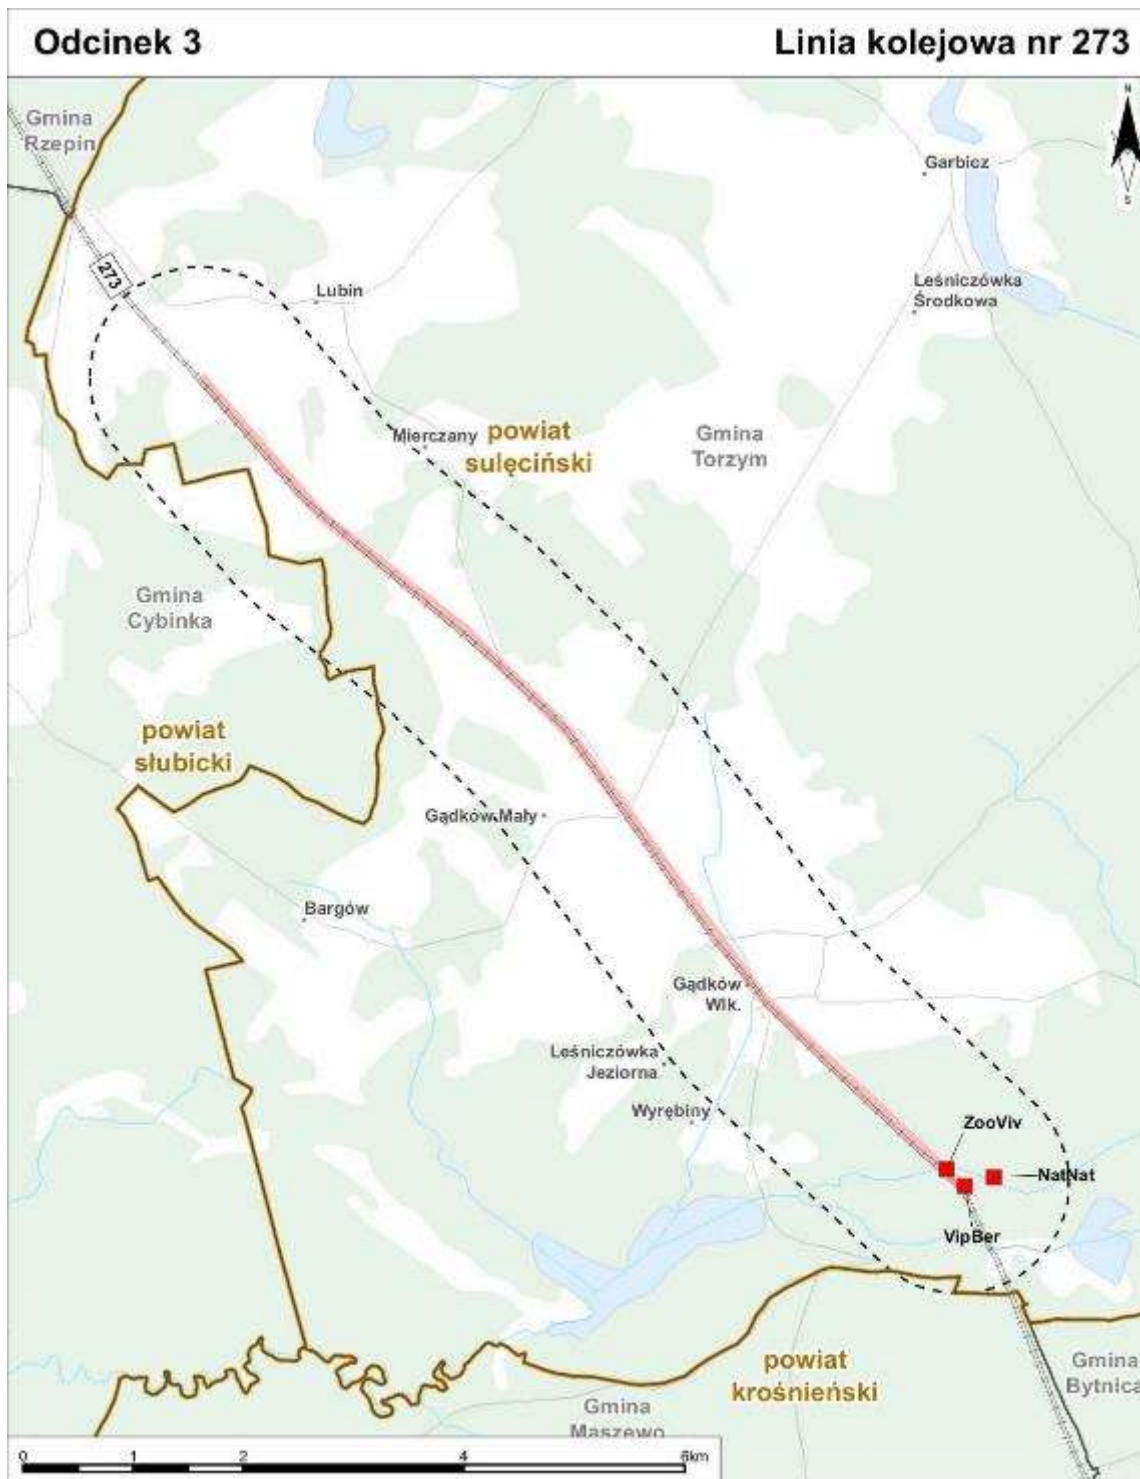 Odcinek 3
Linia kolejowa nr 273
N
S
Gmina
Rzepin
Garbicz
273
Lubin
Leśniczówka
Środkowa
Mierczany
powiat
sulęciński
Gmina
Torzym
Gmina
Cybinka
powiat
słubicki
Gądków Mały
Bargów
Gądków
Wlk.
Leśniczówka
Jeziorna
Wyrębiny
ZooViv
NatNat
VipBer
powiat
krośnieński
Gmina
Bytnica
Gmina
Maszewo
0 1 2 4 6km